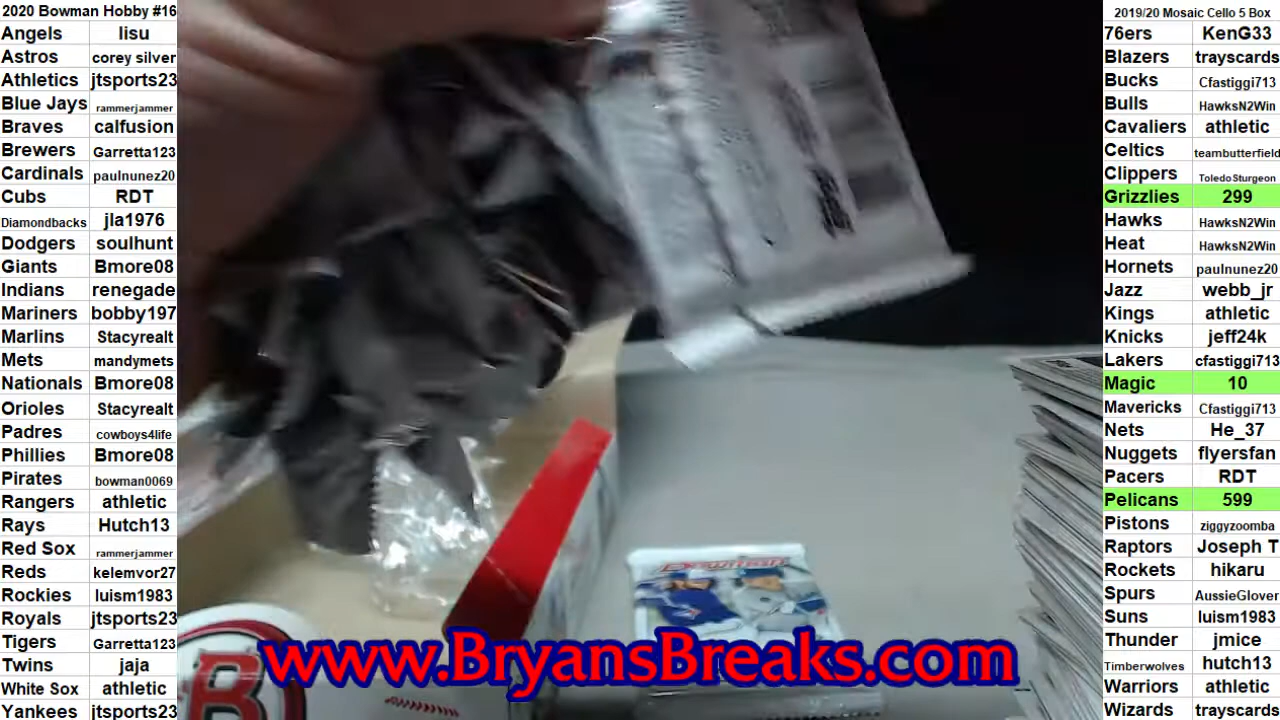 2020 Bowman Hobby #16
Angels lisu
Astros corey silver
Athletics jtsports23
Blue Jays rammerjammer
Braves calfusion
Brewers Garretta123
Cardinals paulnunez20
Cubs RDT
Diamondbacks jla1976
Dodgers soulhunt
Giants Bmore08
Indians renegade
Mariners bobby197
Marlins Stacyrealt
Mets mandymets
Nationals Bmore08
Orioles Stacyrealt
Padres cowboys4life
Phillies Bmore08
Pirates bowman0069
Rangers athletic
Rays Hutch13
Red Sox rammerjammer
Reds kelemvor27
Rockies luism1983
Royals jtsports23
Tigers Garretta123
Twins jaja
White Sox athletic
Yankees jtsports23
Bowman
B
www.BryansBreaks.com
2019/20 Mosaic Cello 5 Box
76ers KenG33
Blazers trayscards
Bucks Cfastiggi713
Bulls HawksN2Win
Cavaliers athletic
Celtics teambutterfield
Clippers ToledoSturgeon
Grizzlies 299
Hawks HawksN2Win
Heat HawksN2Win
Hornets paulnunez20
Jazz webb_jr
Kings athletic
Knicks jeff24k
Lakers cfastiggi713
Magic 10
Mavericks Cfastiggi713
Nets He_37
Nuggets flyersfan
Pacers RDT
Pelicans 599
Pistons ziggyzoomba
Raptors Joseph T
Rockets hikaru
Spurs AussieGlover
Suns luism1983
Thunder jmice
Timberwolves hutch13
Warriors athletic
Wizards trayscards